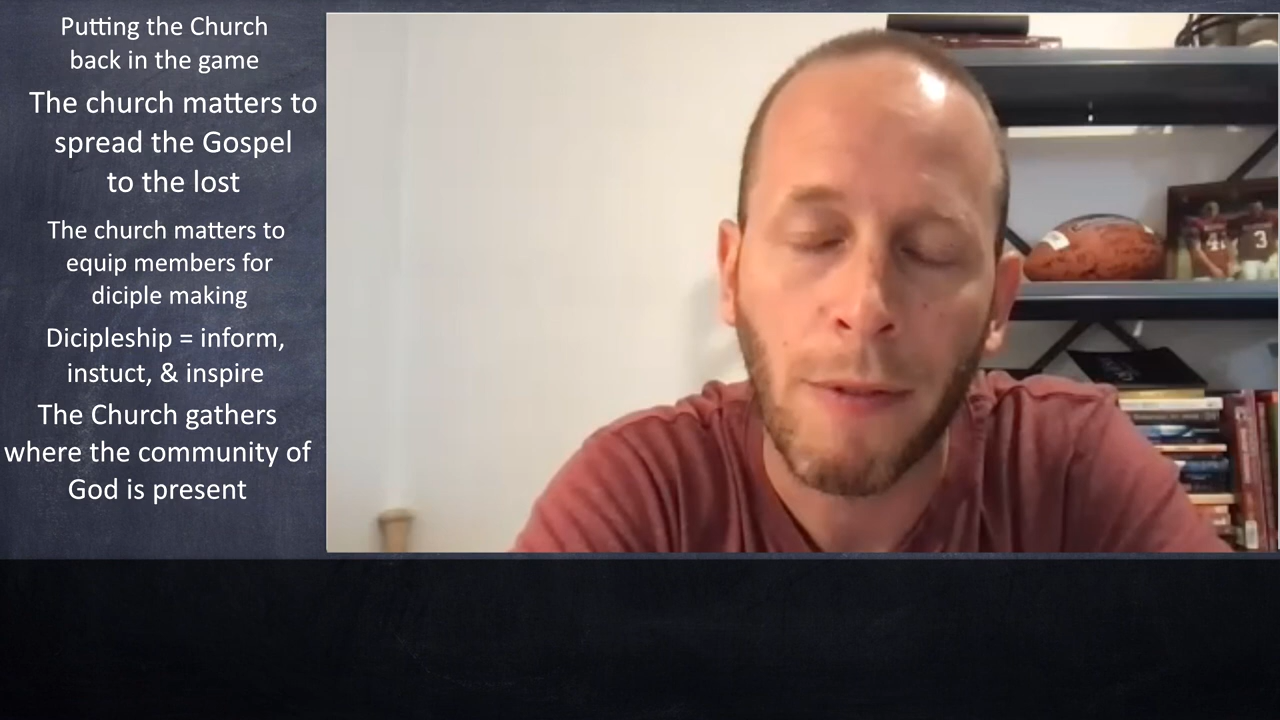 Putting the Church
back in the game
The church matters to
spread the Gospel
to the lost
The church matters to
equip members for
diciple making
Dicipleship = inform,
instuct, & inspire
The Church gathers
where the community of
God is present
41
3